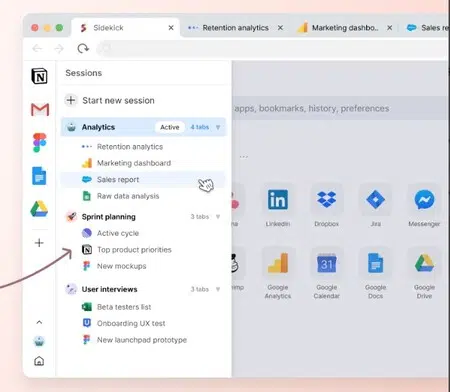 Sidekick
Retention analytics
Marketing dashbo..
Sales re
Sessions
Start new session
apps, bookmarks, history, preferences
Analytics Active 4 tabs
Retention analytics
Marketing dashboard
Sales report
Raw data analysis
Sprint planning 3 tabs
Active cycle
Top product priorities
New mockups
User interviews 3 tabs
Beta testers list
Onboarding UX test
New launchpad prototype
...
LinkedIn
Dropbox
Jira
Messenger
Google
Analytics
31
Google
Calendar
Google
Docs
Google
Drive